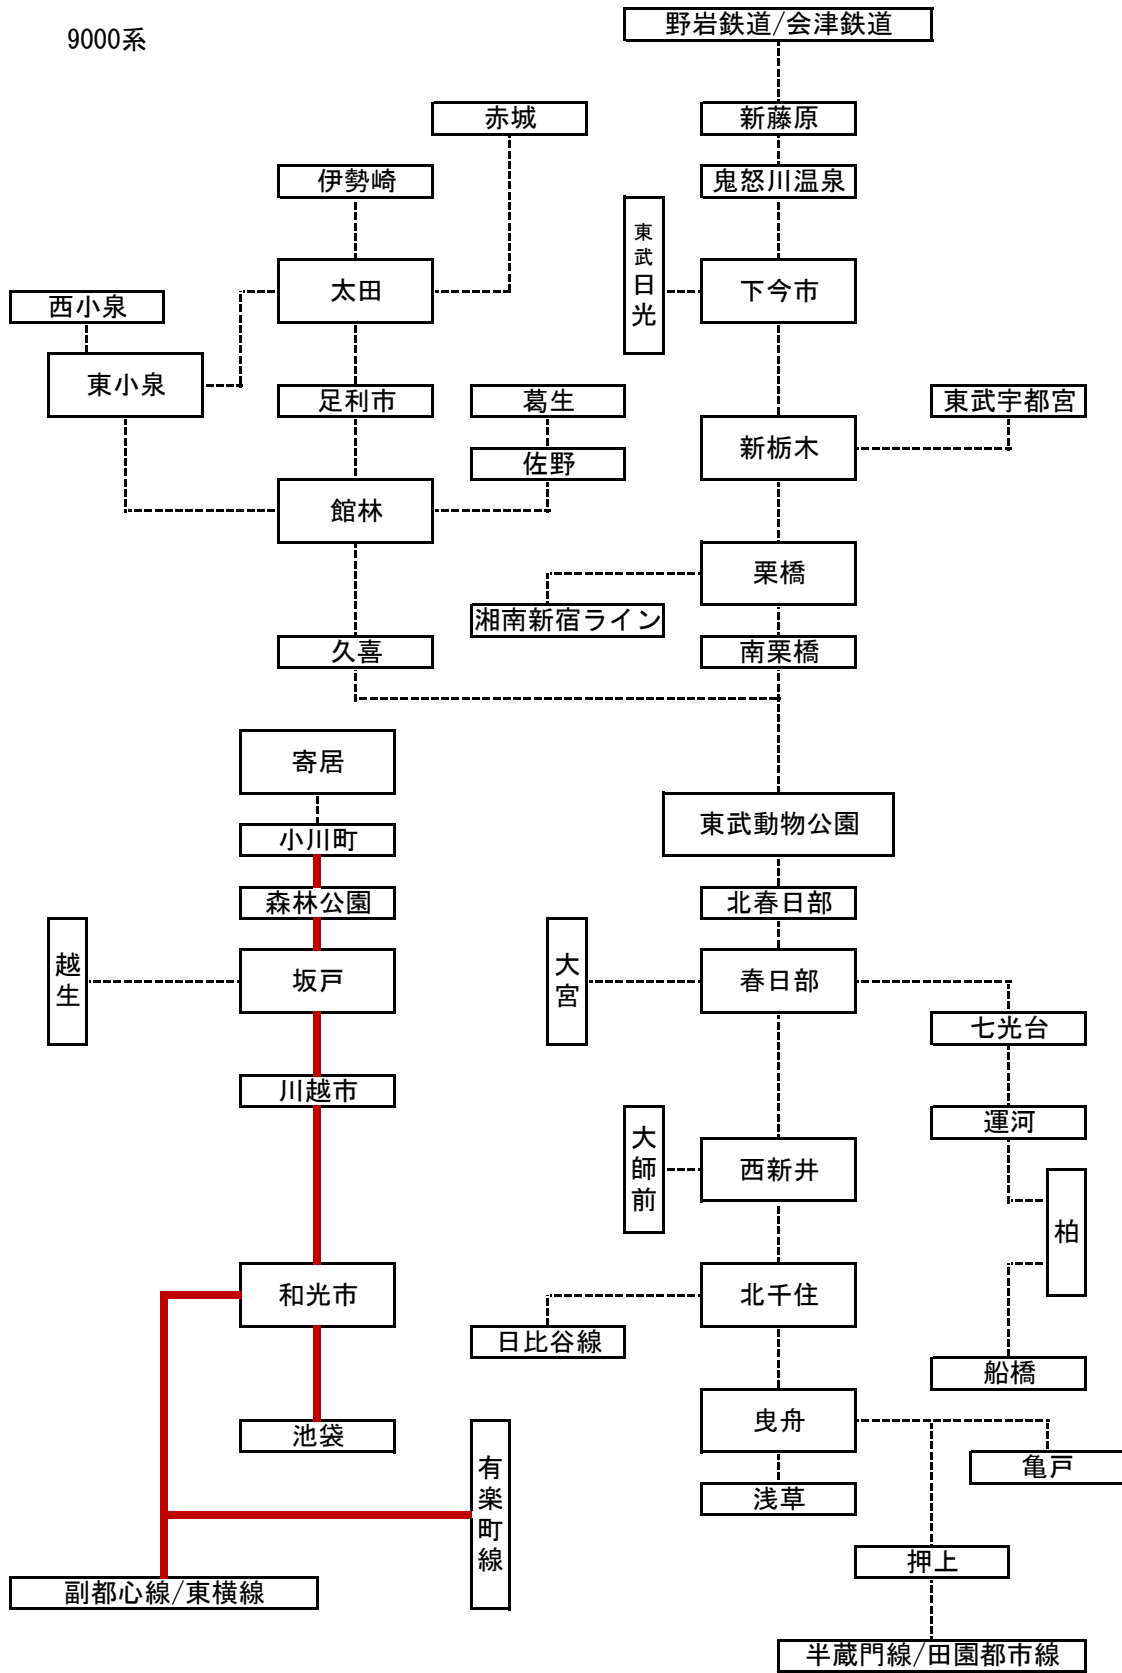 9000系
野岩鉄道/会津鉄道
赤城
新藤原
伊勢崎
鬼怒川温泉
東武日光
太田
下今市
西小泉
東小泉
足利市
葛生
東武宇都宮
佐野
新栃木
館林
栗橋
湘南新宿ライン
久喜
南栗橋
寄居
東武動物公園
小川町
森林公園
北春日部
越生
坂戸
大宮
春日部
七光台
川越市
運河
大師前
西新井
柏
和光市
北千住
日比谷線
船橋
池袋
曳舟
有楽町線
亀戸
浅草
押上
副都心線/東横線
半蔵門線/田園都市線